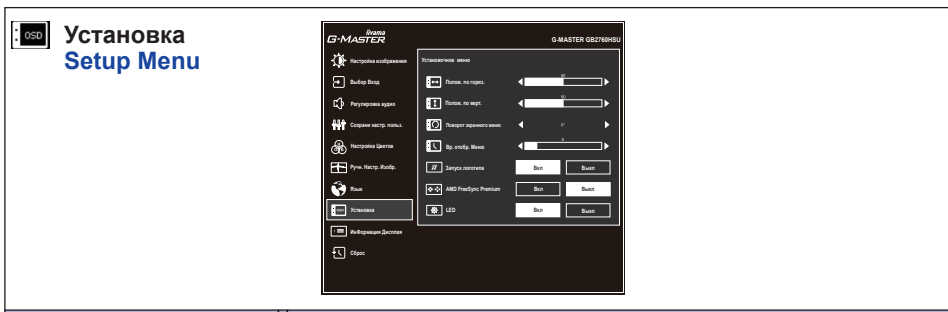 OSD
Установка
Setup Menu
iiyama
G-MASTER
G-MASTER GB2760HSU
Настройка изображения
Выбор Вход
Регулировка аудио
Сохрани настр. польз.
Настройка Цветов
Ручн. Настр. Изобр.
Язык
OSD Установка
ИнФормация Дисплея
Сброс
Установочное меню
Полож. по гориз. 50
Полож. по верт. 50
Поворот экранного меню 0°
Вр. отобр. Меню
Запуск логотипа Вкл Выкл
AMD FreeSync Premium Вкл Выкл
LED Вкл Выкл